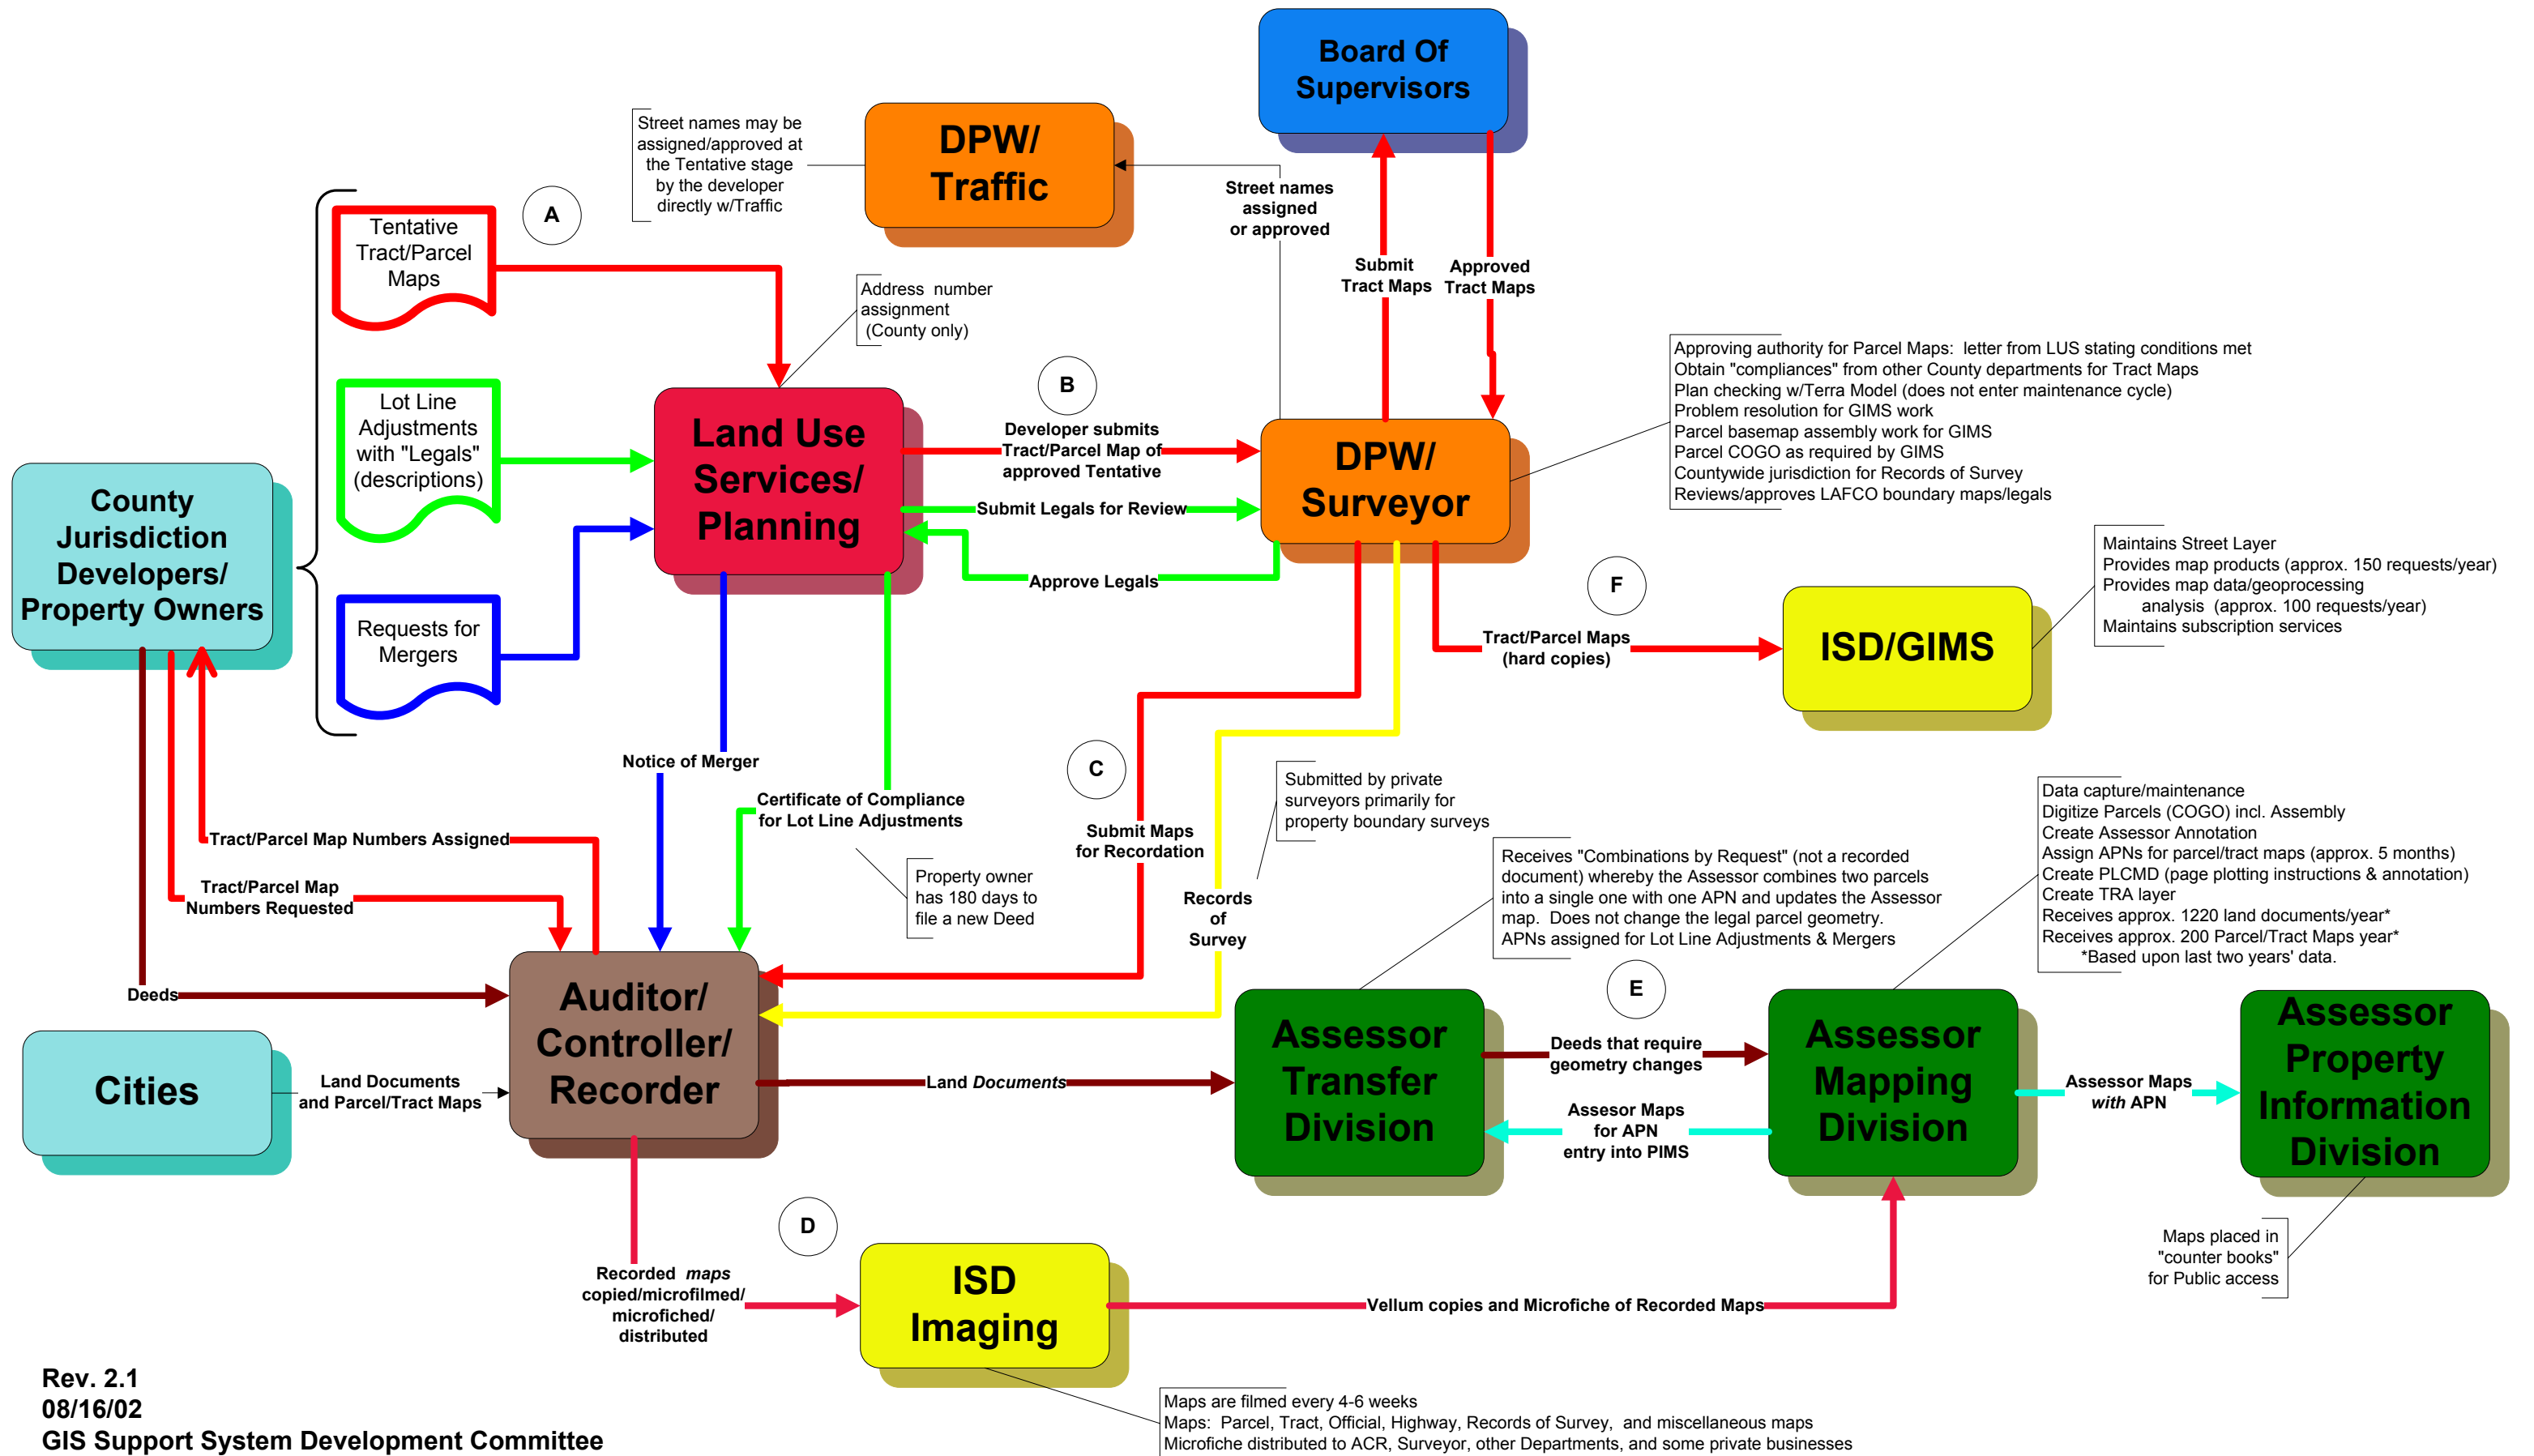 Board Of
Supervisors
Street names may be
assigned/approved at
the Tentative stage
by the developer
directly w/Traffic
DPW/
Traffic
Street names
assigned
or approved
Submit
Tract Maps
Approved
Tract Maps
A
Tentative
Tract/Parcel
Maps
Address number
assignment
(County only)
Approving authority for Parcel Maps: letter from LUS stating conditions met
Obtain "compliances" from other County departments for Tract Maps
Plan checking w/Terra Model (does not enter maintenance cycle)
Problem resolution for GIMS work
Parcel basemap assembly work for GIMS
Parcel COGO as required by GIMS
Countywide jurisdiction for Records of Survey
Reviews/approves LAFCO boundary maps/legals
Lot Line
Adjustments
with "Legals"
(descriptions)
Land Use
Services/
Planning
B
Developer submits
Tract/Parcel Map of
approved Tentative
Submit Legals for Review
Approve Legals
DPW/
Surveyor
County
Jurisdiction
Developers/
Property Owners
Requests for
Mergers
F
Tract/Parcel Maps
(hard copies)
ISD/GIMS
Maintains Street Layer
Provides map products (approx. 150 requests/year)
Provides map data/geoprocessing
analysis (approx. 100 requests/year)
Maintains subscription services
Notice of Merger
Certificate of Compliance
for Lot Line Adjustments
C
Submit Maps
for Recordation
Submitted by private
surveyors primarily for
property boundary surveys
Data capture/maintenance
Digitize Parcels (COGO) incl. Assembly
Create Assessor Annotation
Assign APNs for parcel/tract maps (approx. 5 months)
Create PLCMD (page plotting instructions & annotation)
Create TRA layer
Receives approx. 1220 land documents/year*
Receives approx. 200 Parcel/Tract Maps year*
*Based upon last two years' data.
Tract/Parcel Map Numbers Assigned
Tract/Parcel Map
Numbers Requested
Property owner
has 180 days to
file a new Deed
Records
of
Survey
Receives "Combinations by Request" (not a recorded
document) whereby the Assessor combines two parcels
into a single one with one APN and updates the Assessor
map. Does not change the legal parcel geometry.
APNs assigned for Lot Line Adjustments & Mergers
Deeds
Auditor/
Controller/
Recorder
Cities
Land Documents
and Parcel/Tract Maps
Land Documents
Assessor
Transfer
Division
E
Deeds that require
geometry changes
Assesor Maps
for APN
entry into PIMS
Assessor
Mapping
Division
Assessor Maps
with APN
Assessor
Property
Information
Division
D
Recorded maps
copied/microfilmed/
microfiched/
distributed
ISD
Imaging
Vellum copies and Microfiche of Recorded Maps
Maps placed in
"counter books"
for Public access
Rev. 2.1
08/16/02
GIS Support System Development Committee
Maps are filmed every 4-6 weeks
Maps: Parcel, Tract, Official, Highway, Records of Survey, and miscellaneous maps
Microfiche distributed to ACR, Surveyor, other Departments, and some private businesses